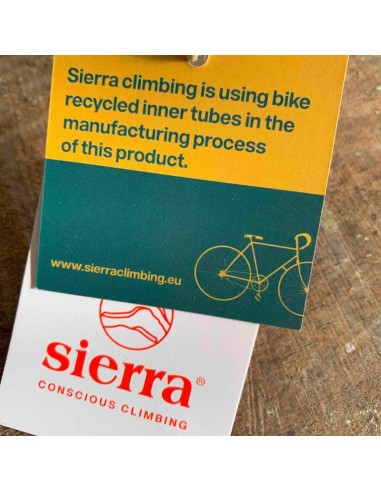 Sierra climbing is using bike
recycled inner tubes in the
manufacturing process
of this product.
www.sierraclimbing.eu
sierra®
CONSCIOUS CLIMBING